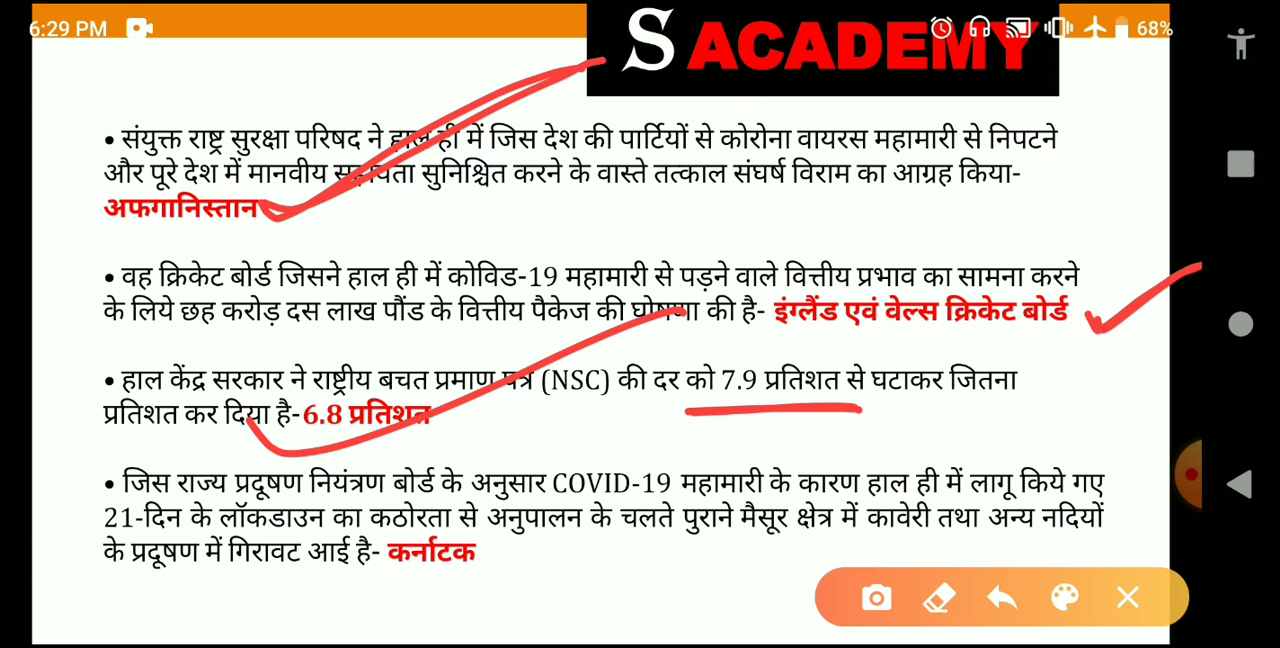 6:29 PM
68%
S ACADEMY
• संयुक्त राष्ट्र सुरक्षा परिषद ने हाल ही में जिस देश की पार्टियों से कोरोना वायरस महामारी से निपटने
और पूरे देश में मानवीय सहायता सुनिश्चित करने के वास्ते तत्काल संघर्ष विराम का आग्रह किया-
अफगानिस्तान
• वह क्रिकेट बोर्ड जिसने हाल ही में कोविड-19 महामारी से पड़ने वाले वित्तीय प्रभाव का सामना करने
के लिये छह करोड़ दस लाख पौंड के वित्तीय पैकेज की घोषणा की है- इंग्लैंड एवं वेल्स क्रिकेट बोर्ड
• हाल केंद्र सरकार ने राष्ट्रीय बचत प्रमाण पत्र (NSC) की दर को 7.9 प्रतिशत से घटाकर जितना
प्रतिशत कर दिया है- 6.8 प्रतिशत
• जिस राज्य प्रदूषण नियंत्रण बोर्ड के अनुसार COVID-19 महामारी के कारण हाल ही में लागू किये गए
21-दिन के लॉकडाउन का कठोरता से अनुपालन के चलते पुराने मैसूर क्षेत्र में कावेरी तथा अन्य नदियों
के प्रदूषण में गिरावट आई है- कर्नाटक